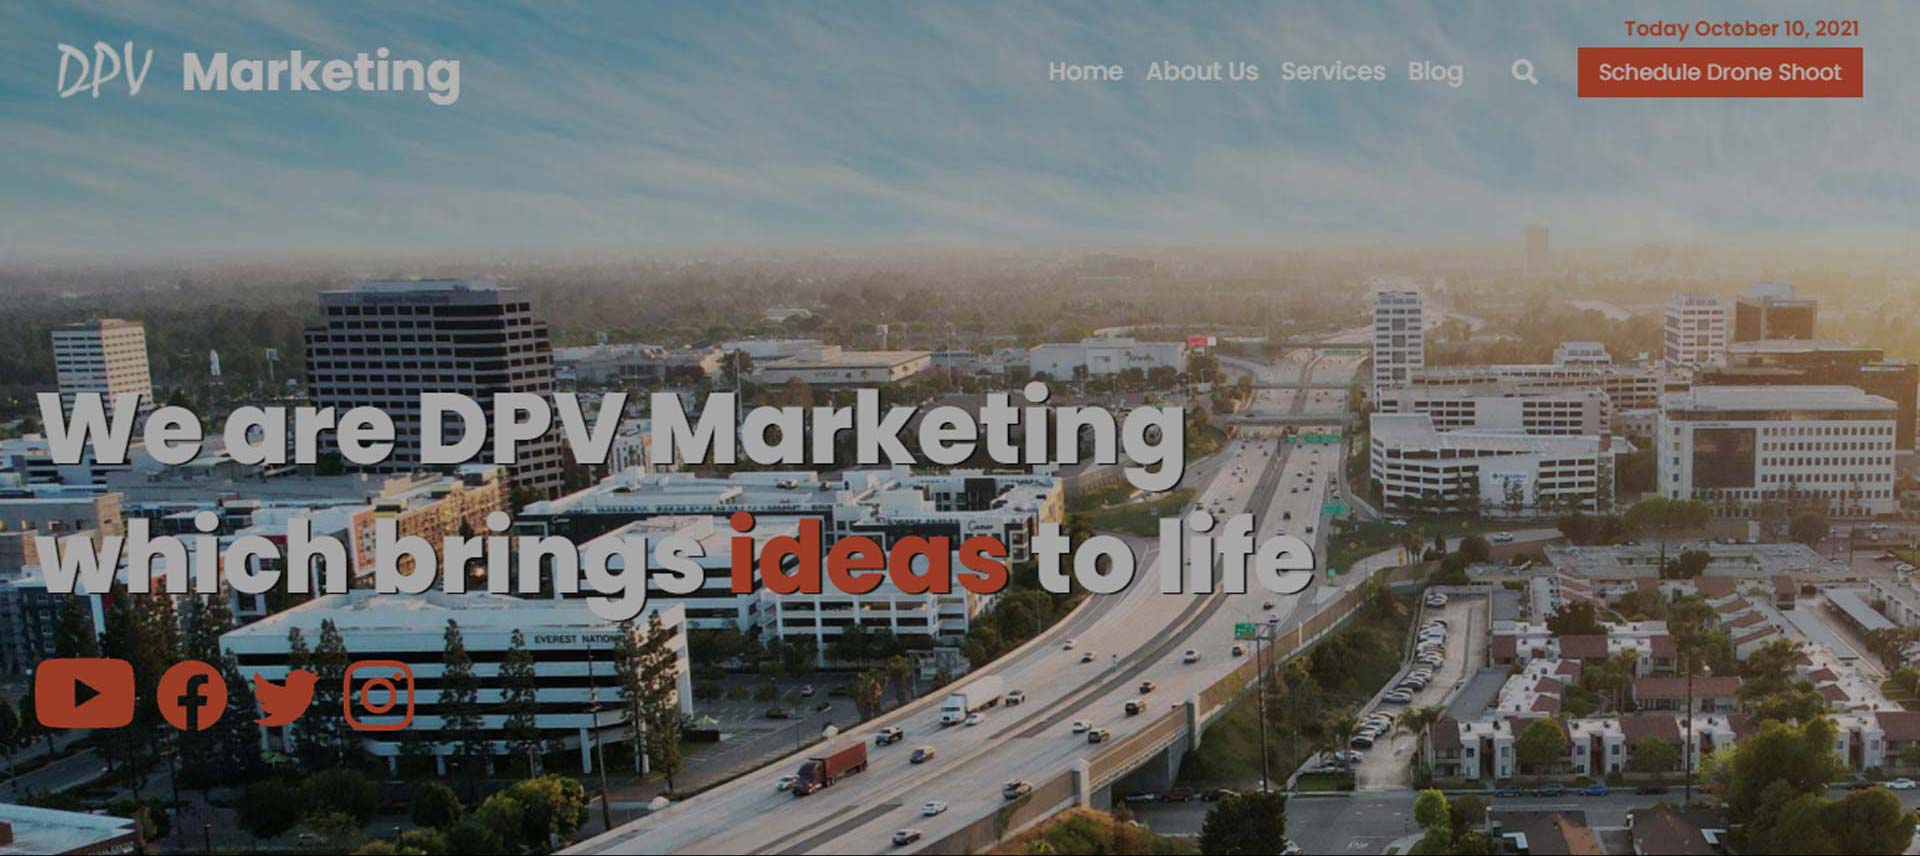 Today October 10, 2021
DPV Marketing
Home About Us Services Blog
Schedule Drone Shoot
We are DPV Marketing
which brings ideas to life
EVEREST NATION